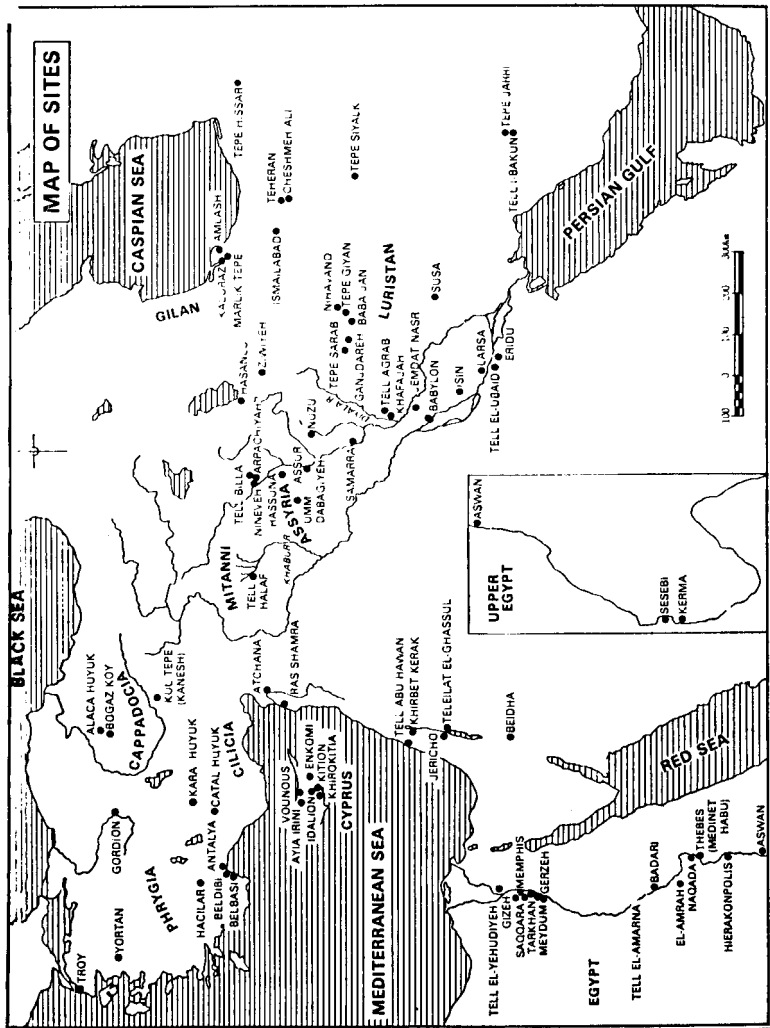 MAP OF SITES
BLACK SEA
CASPIAN SEA
TROY
YORTAN
PHRYGIA
GORDION
ALACA HUYUK
BOGAZ KOY
CAPPADOCIA
KUL TEPE
(KANESH)
HACILAR
KARA HUYUK
CATAL HUYUK
CILICIA
ANTALYA
BELDIBI
BELBASI
MEDITERRANEAN SEA
VOUNOUS
AYIA IRINI
IDALION
ENKOMI
KITION
KHIROKITIA
CYPRUS
ATCHANA
RAS SHAMRA
MITANNI
TELL
HALAF
KHABUR R
TELL BILLA
NINEVEH
ARPACHIYAH
HASSUNA
ASSYRIA
ASSUR
UMM
DABAGIYEH
NUZU
SAMARRA
DIYALA R
HASANLU
ZIWIYEH
GILAN
KALURAZ
AMLASH
MARLIK TEPE
TEPE HISSAR
TEHERAN
CHESHMEH ALI
ISMAILABAD
TEPE SIYALK
NIHAVAND
TEPE GIYAN
TEPE SARAB
GANJDAREH
BABA JAN
LURISTAN
TELL AGRAB
KHAFAJAH
JEMDAT NASR
BABYLON
SUSA
ISIN
LARSA
TELL EL-UBAID
ERIDU
TELL I BAKUN
TEPE JAHHI
PERSIAN GULF
TELL ABU HAWAN
KHIRBET KERAK
JERICHO
TELEILAT EL-GHASSUL
BEIDHA
TELL EL-YEHUDIYEH
GIZEH
SAQQARA
MEMPHIS
TARKHAN
GERZEH
MEYDUM
EGYPT
TELL EL-AMARNA
BADARI
EL-AMRAH
NAQADA
THEBES
(MEDINET
HABU)
HIERAKONPOLIS
ASWAN
RED SEA
UPPER
EGYPT
ASWAN
SESEBI
KERMA
100
0
100